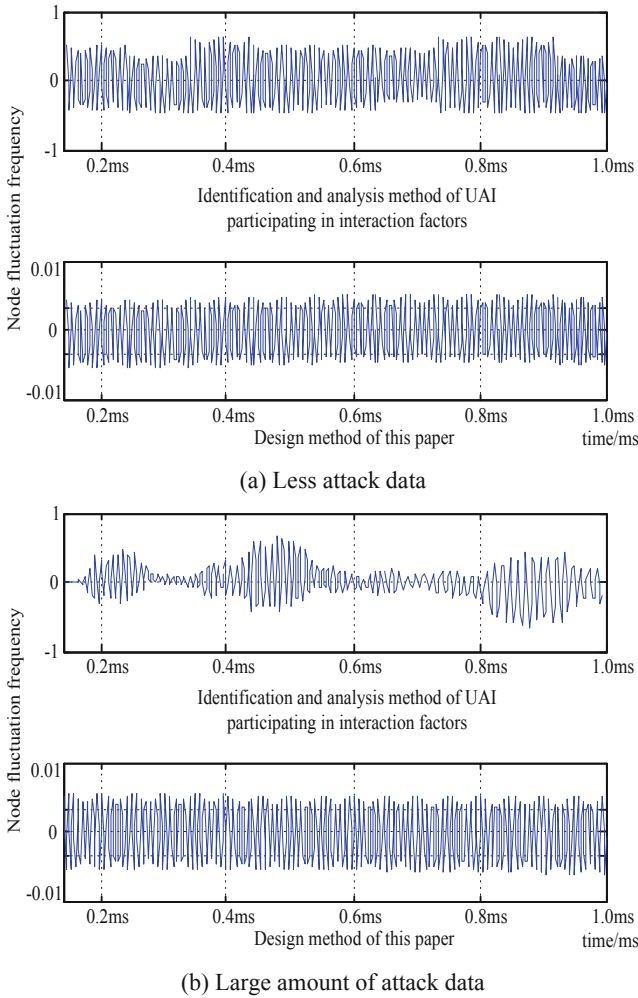 Node fluctuation frequency
1
0
-1
0.2ms 0.4ms 0.6ms 0.8ms 1.0ms
Identification and analysis method of UAI
participating in interaction factors
0.01
0
-0.01
0.2ms 0.4ms 0.6ms 0.8ms 1.0ms
Design method of this paper time/ms
(a) Less attack data
Node fluctuation frequency
1
0
-1
0.2ms 0.4ms 0.6ms 0.8ms 1.0ms
Identification and analysis method of UAI
participating in interaction factors
0.01
0
-0.01
0.2ms 0.4ms 0.6ms 0.8ms 1.0ms
Design method of this paper time/ms
(b) Large amount of attack data